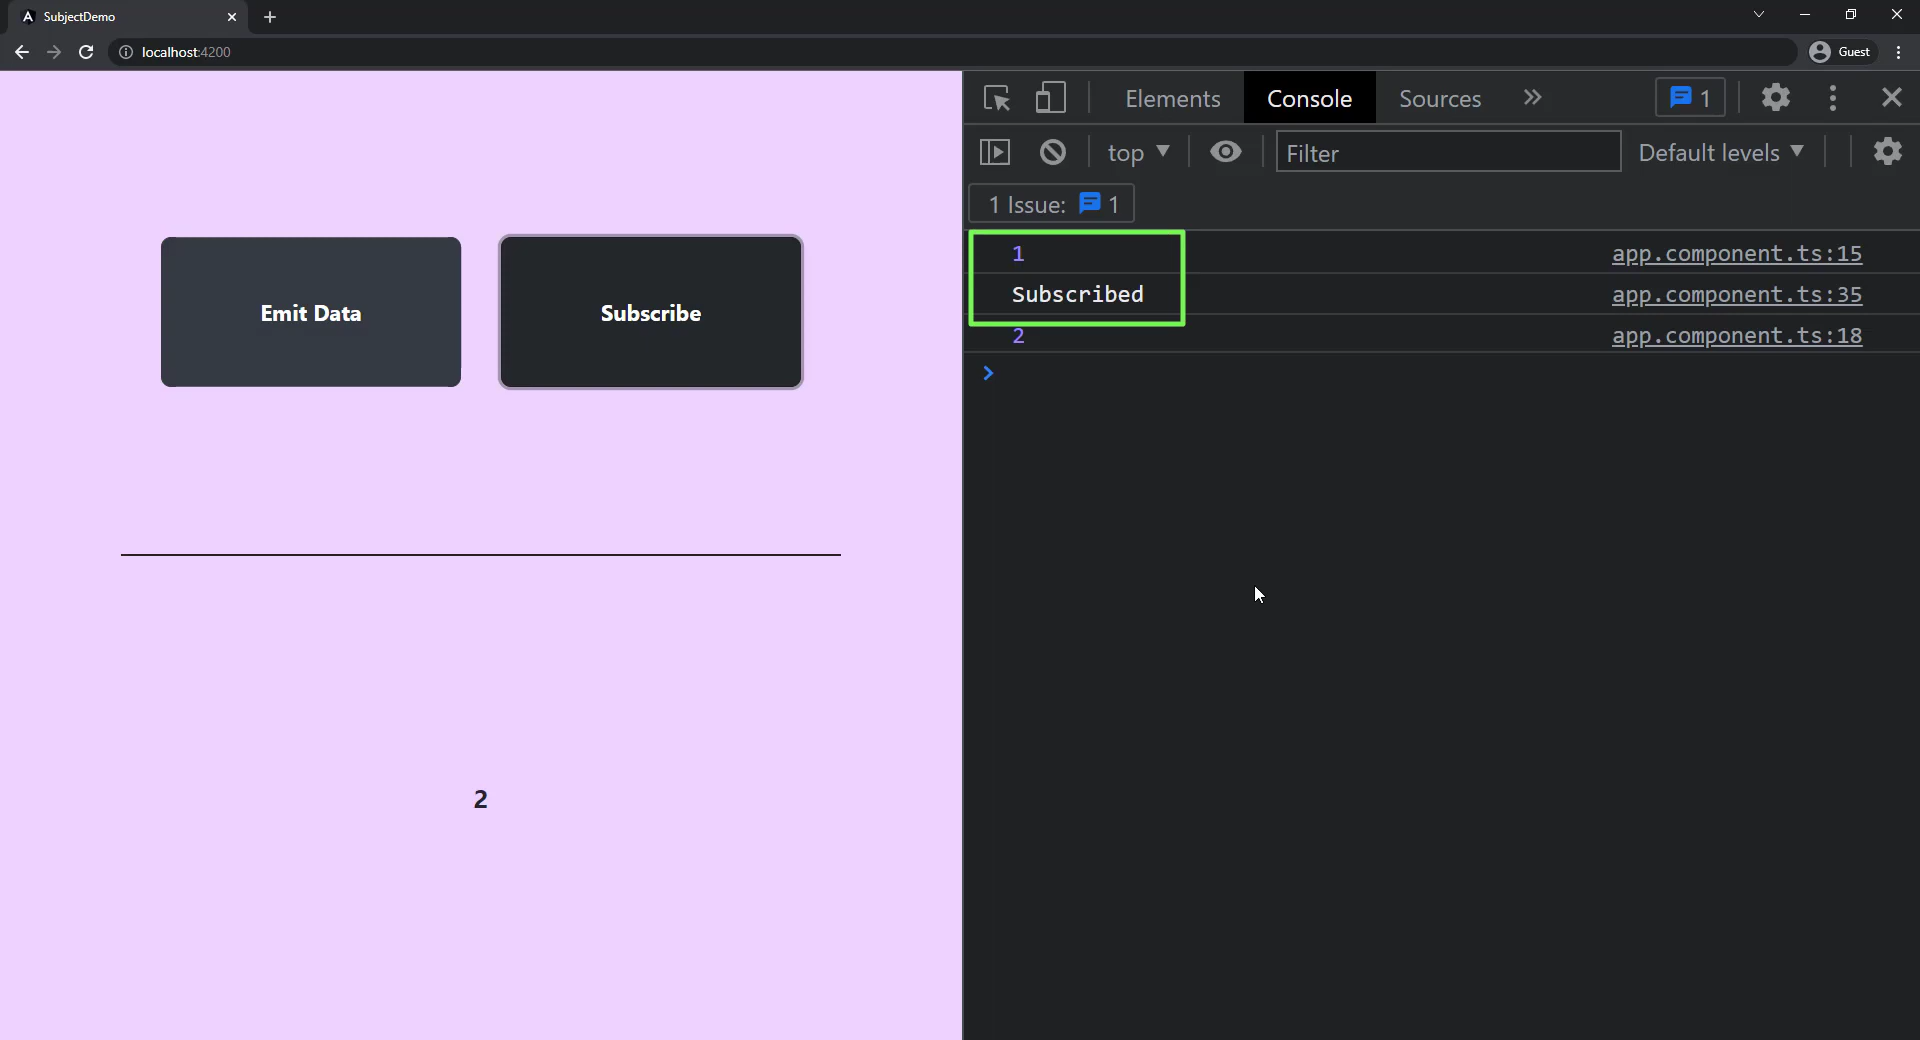 SubjectDemo
localhost:4200
Guest
Elements Console Sources 1
top Filter Default levels
1 Issue: 1
1 app.component.ts:15
Subscribed app.component.ts:35
2 app.component.ts:18
Emit Data Subscribe
2